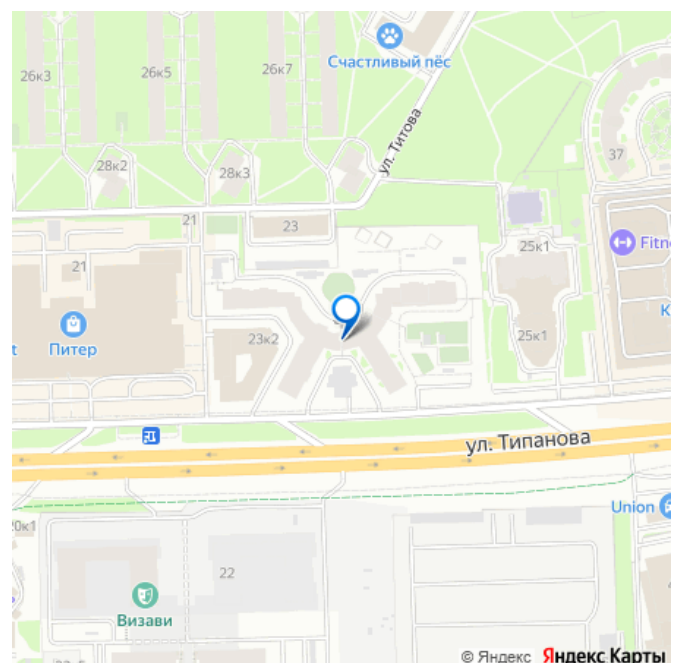 Счастливый пёс
26к3
26к5
26к7
ул. Титова
28к2
28к3
37
21
23
25к1
Fitne
21
Питер
23к2
25к1
К
t
ул. Типанова
Union
20к1
22
Визави
© Яндекс Яндекс Карты